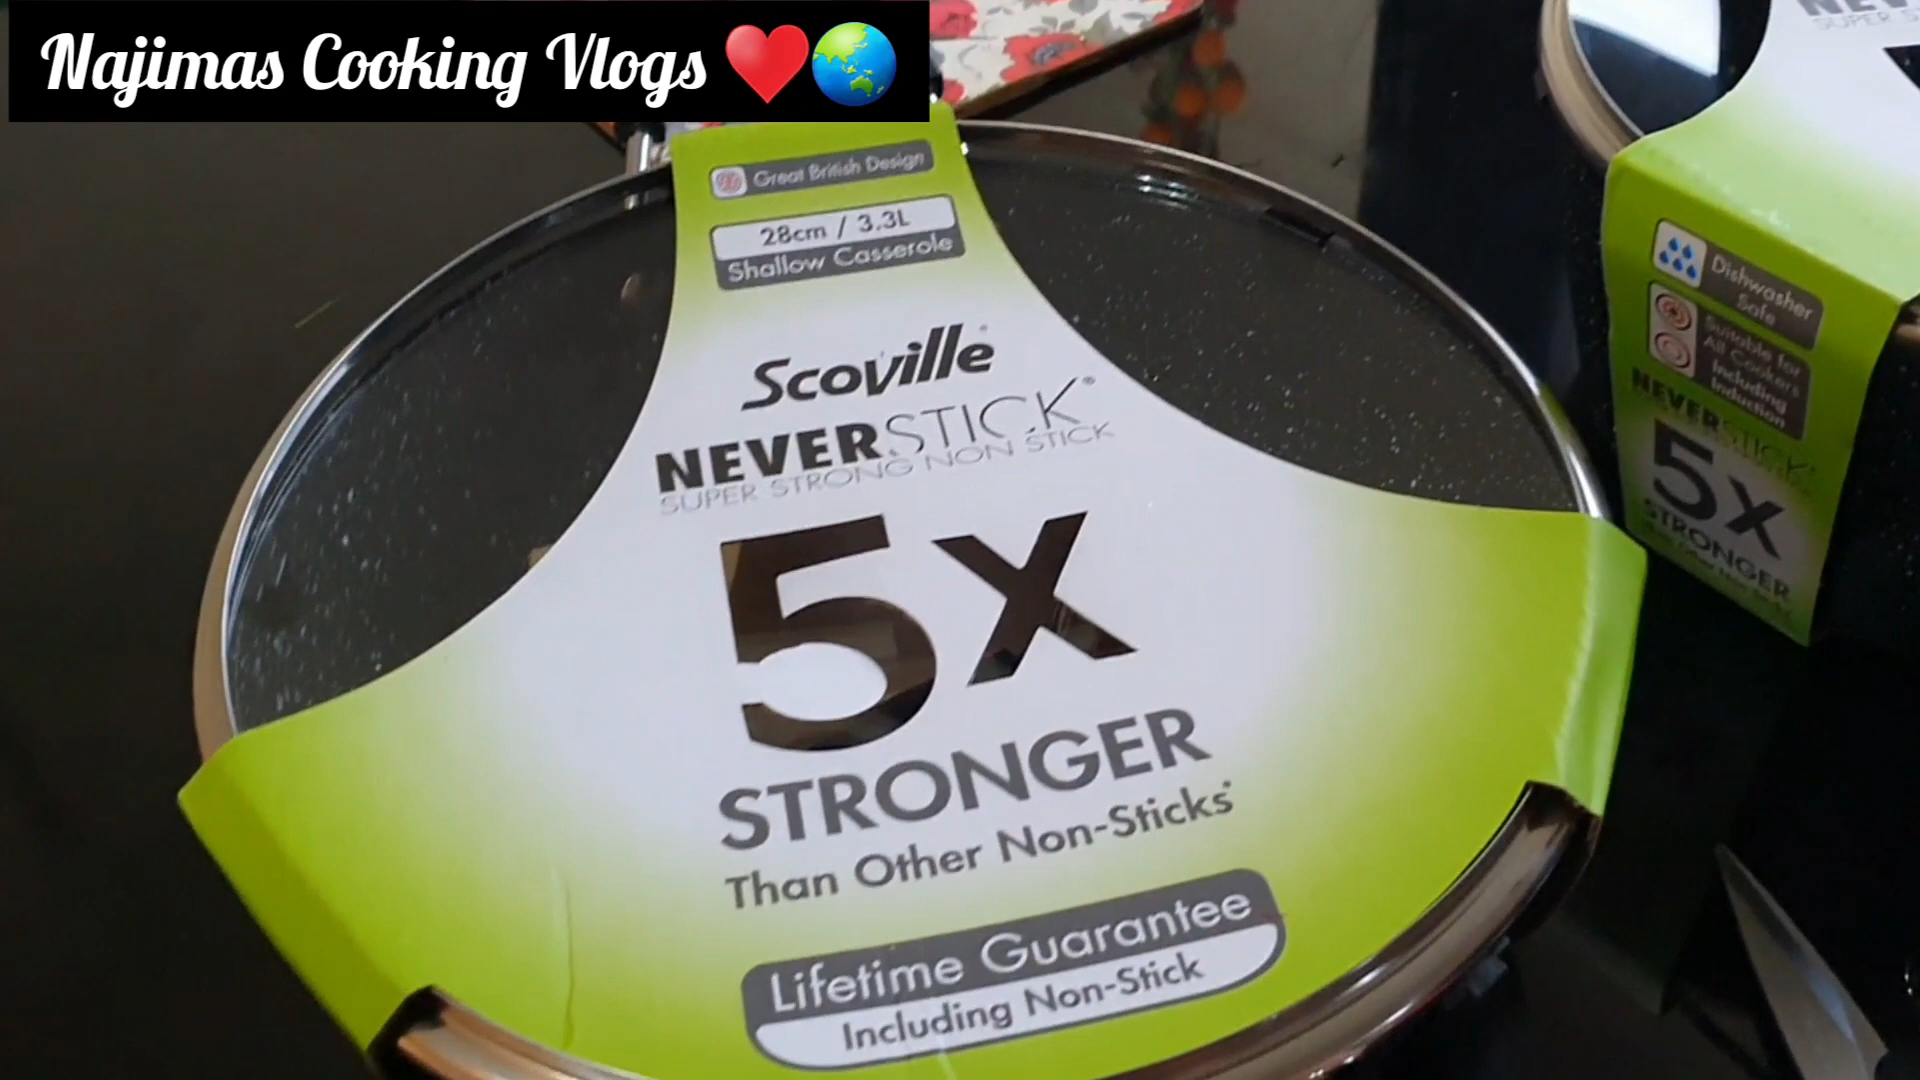 Najimas Cooking Vlogs ❤️🌏
Great British Design
28cm / 3.3L
Shallow Casserole
Scoville
NEVERSTICK®
SUPER STRONG NON STICK
5X
STRONGER
Than Other Non-Sticks*
Lifetime Guarantee
Including Non-Stick
SUPER S
Dishwasher
Safe
Suitable for
All Cookers
Including
Induction
NEVERSTICK®
5X
STRONGER